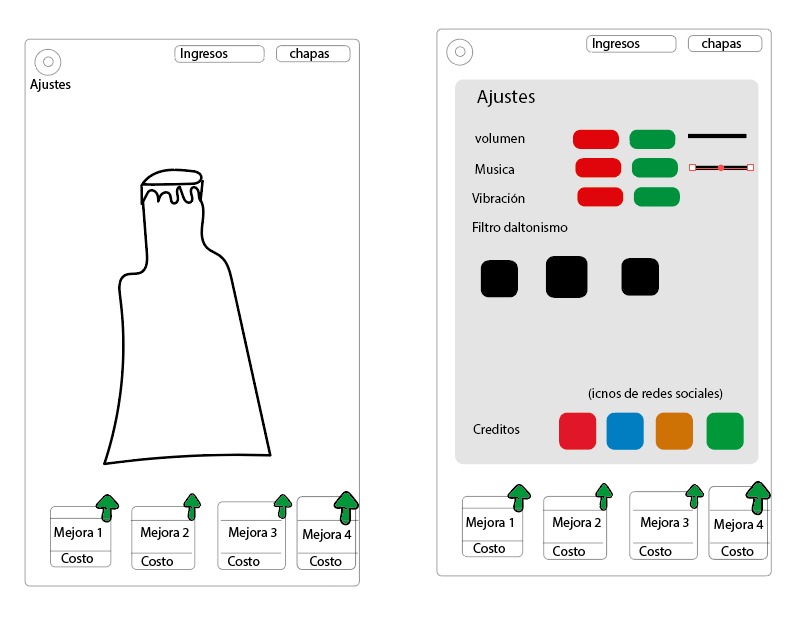 Ingresos
chapas
Ajustes
Mejora 1
Mejora 2
Mejora 3
Mejora 4
Costo
Costo
Costo
Costo
Ingresos
chapas
Ajustes
volumen
Musica
Vibración
Filtro daltonismo
(icnos de redes sociales)
Creditos
Mejora 1
Mejora 2
Mejora 3
Mejora 4
Costo
Costo
Costo
Costo